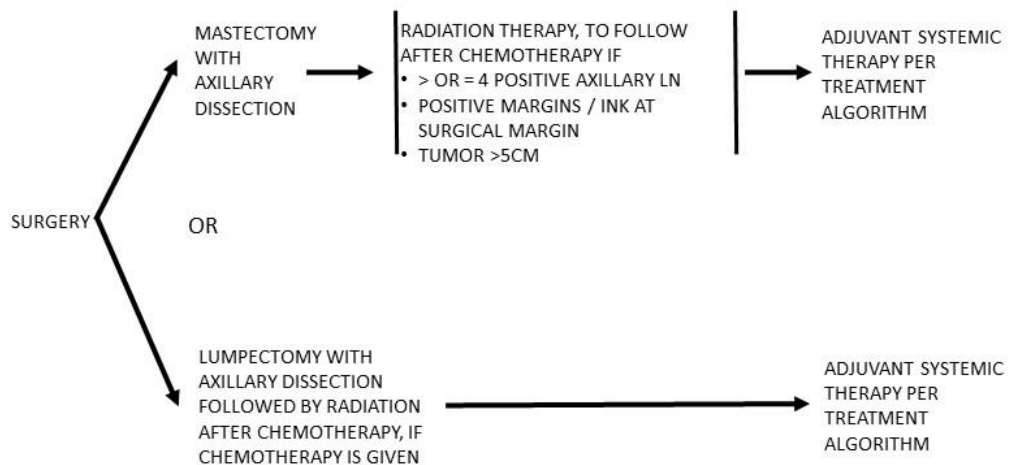 MASTECTOMY
WITH
AXILLARY
DISSECTION
RADIATION THERAPY, TO FOLLOW
AFTER CHEMOTHERAPY IF
• > OR = 4 POSITIVE AXILLARY LN
• POSITIVE MARGINS / INK AT
SURGICAL MARGIN
• TUMOR >5CM
ADJUVANT SYSTEMIC
THERAPY PER
TREATMENT
ALGORITHM
SURGERY
OR
LUMPECTOMY WITH
AXILLARY DISSECTION
FOLLOWED BY RADIATION
AFTER CHEMOTHERAPY, IF
CHEMOTHERAPY IS GIVEN
ADJUVANT SYSTEMIC
THERAPY PER
TREATMENT
ALGORITHM